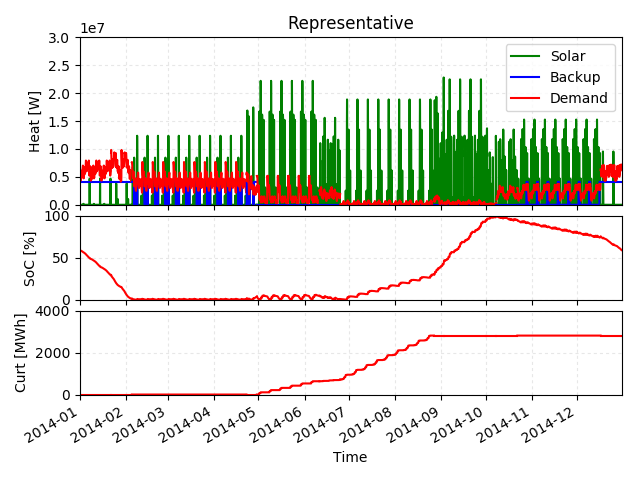 Representative
1e7
3.0
2.5
2.0
1.5
1.0
0.5
0.0
Heat [W]
Solar
Backup
Demand
100
50
0
SoC [%]
4000
2000
0
Curt [MWh]
2014-01
2014-02
2014-03
2014-04
2014-05
2014-06
2014-07
2014-08
2014-09
2014-10
2014-11
2014-12
Time